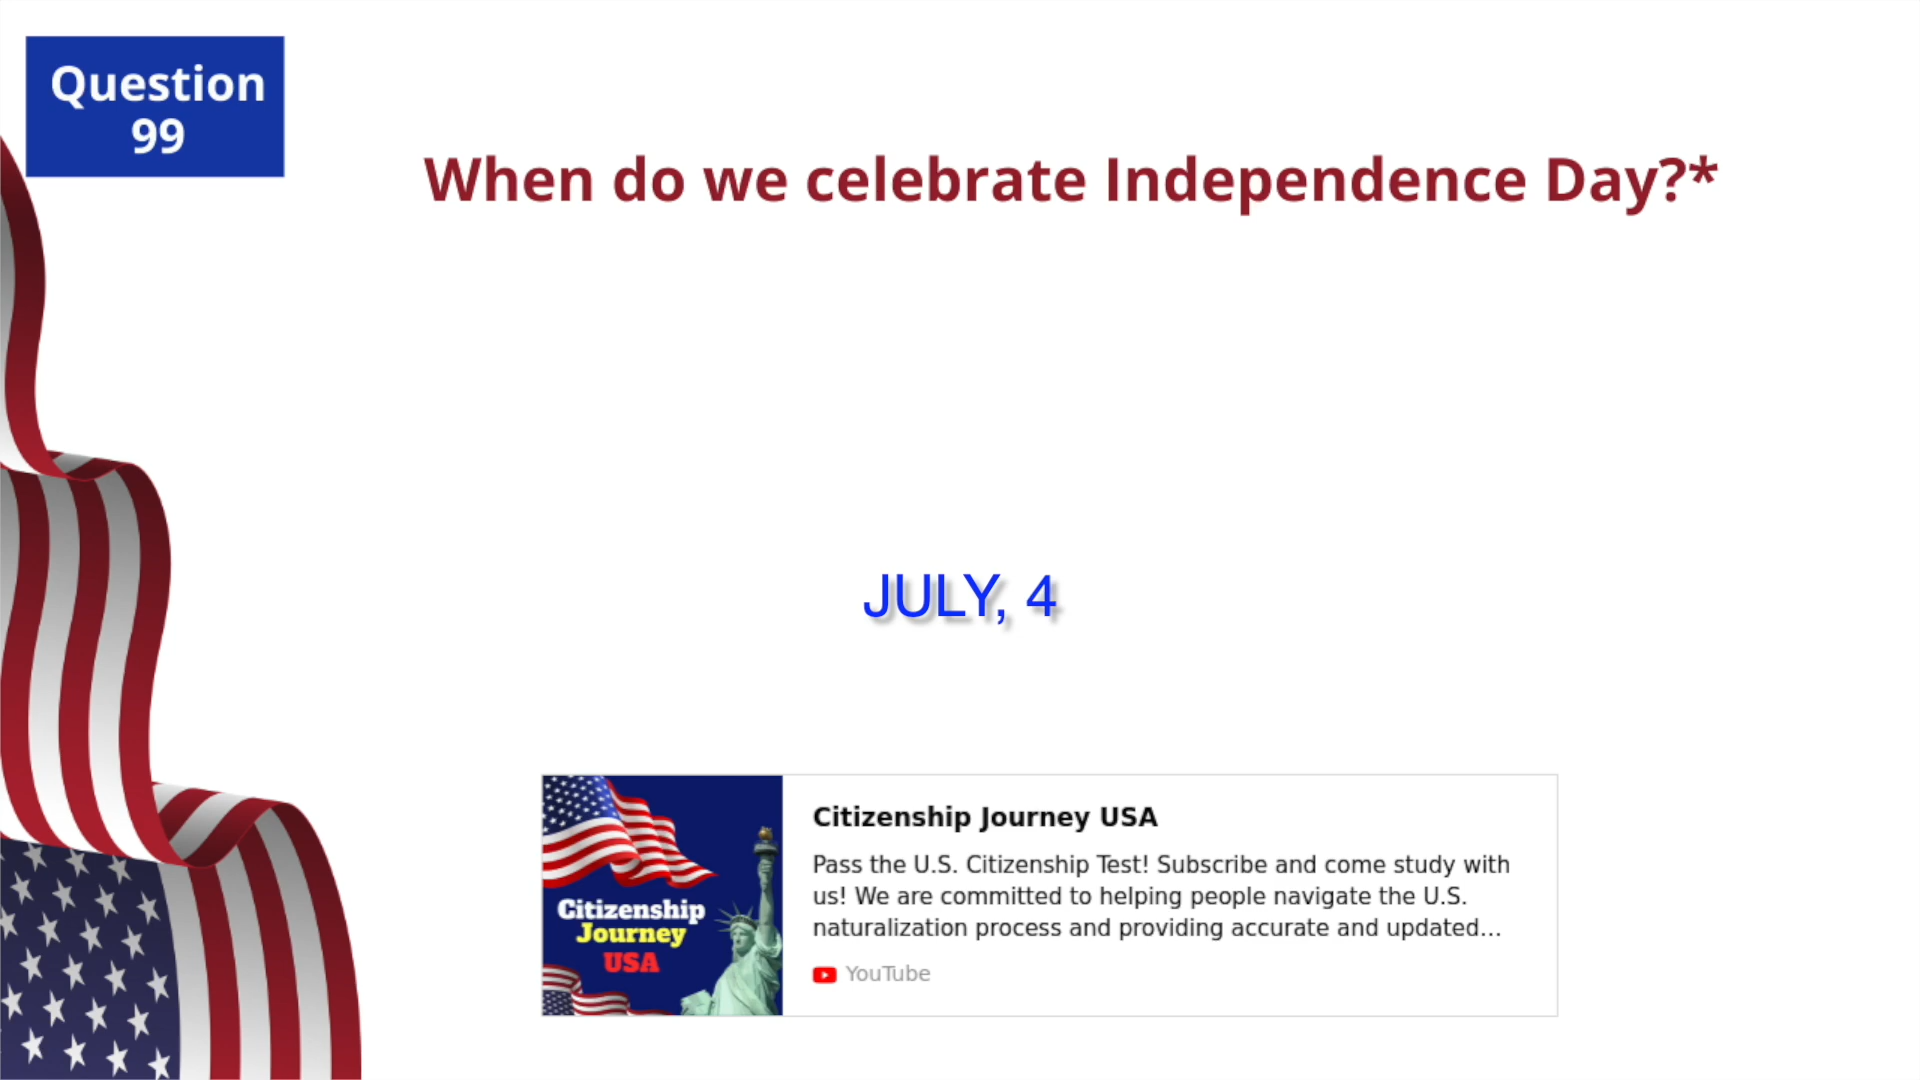 Question
99
When do we celebrate Independence Day?*
JULY, 4
Citizenship
Journey
USA
Citizenship Journey USA
Pass the U.S. Citizenship Test! Subscribe and come study with
us! We are committed to helping people navigate the U.S.
naturalization process and providing accurate and updated...
YouTube